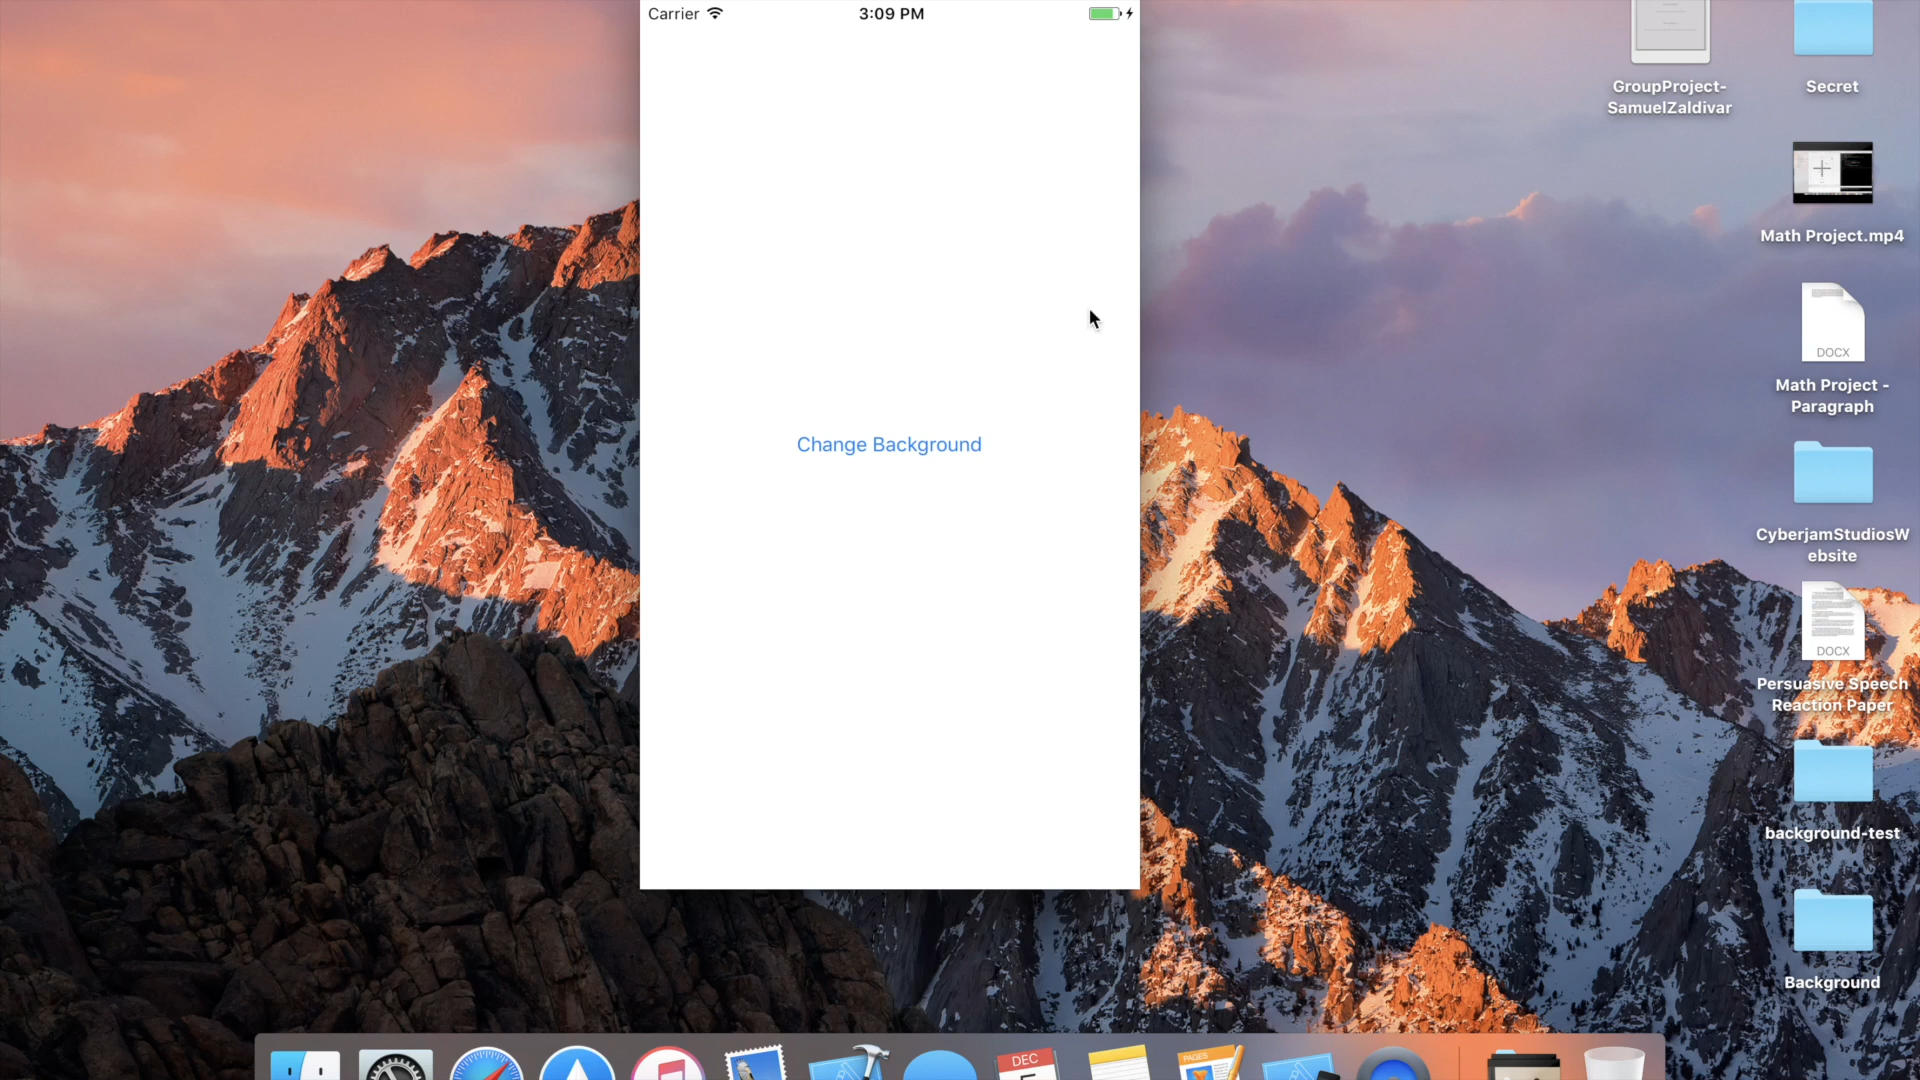 Carrier
3:09 PM
Change Background
GroupProject-
SamuelZaldivar
Secret
Math Project.mp4
DOCX
Math Project -
Paragraph
CyberjamStudiosW
ebsite
DOCX
Persuasive Speech
Reaction Paper
background-test
Background
DEC
PAGES